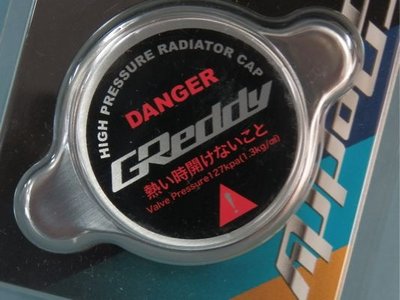 HIGH PRESSURE RADIATOR CAP
DANGER
GReddy
熱い時開けないこと
Valve Pressure127kpa(1.3kg/㎠)
GReddy